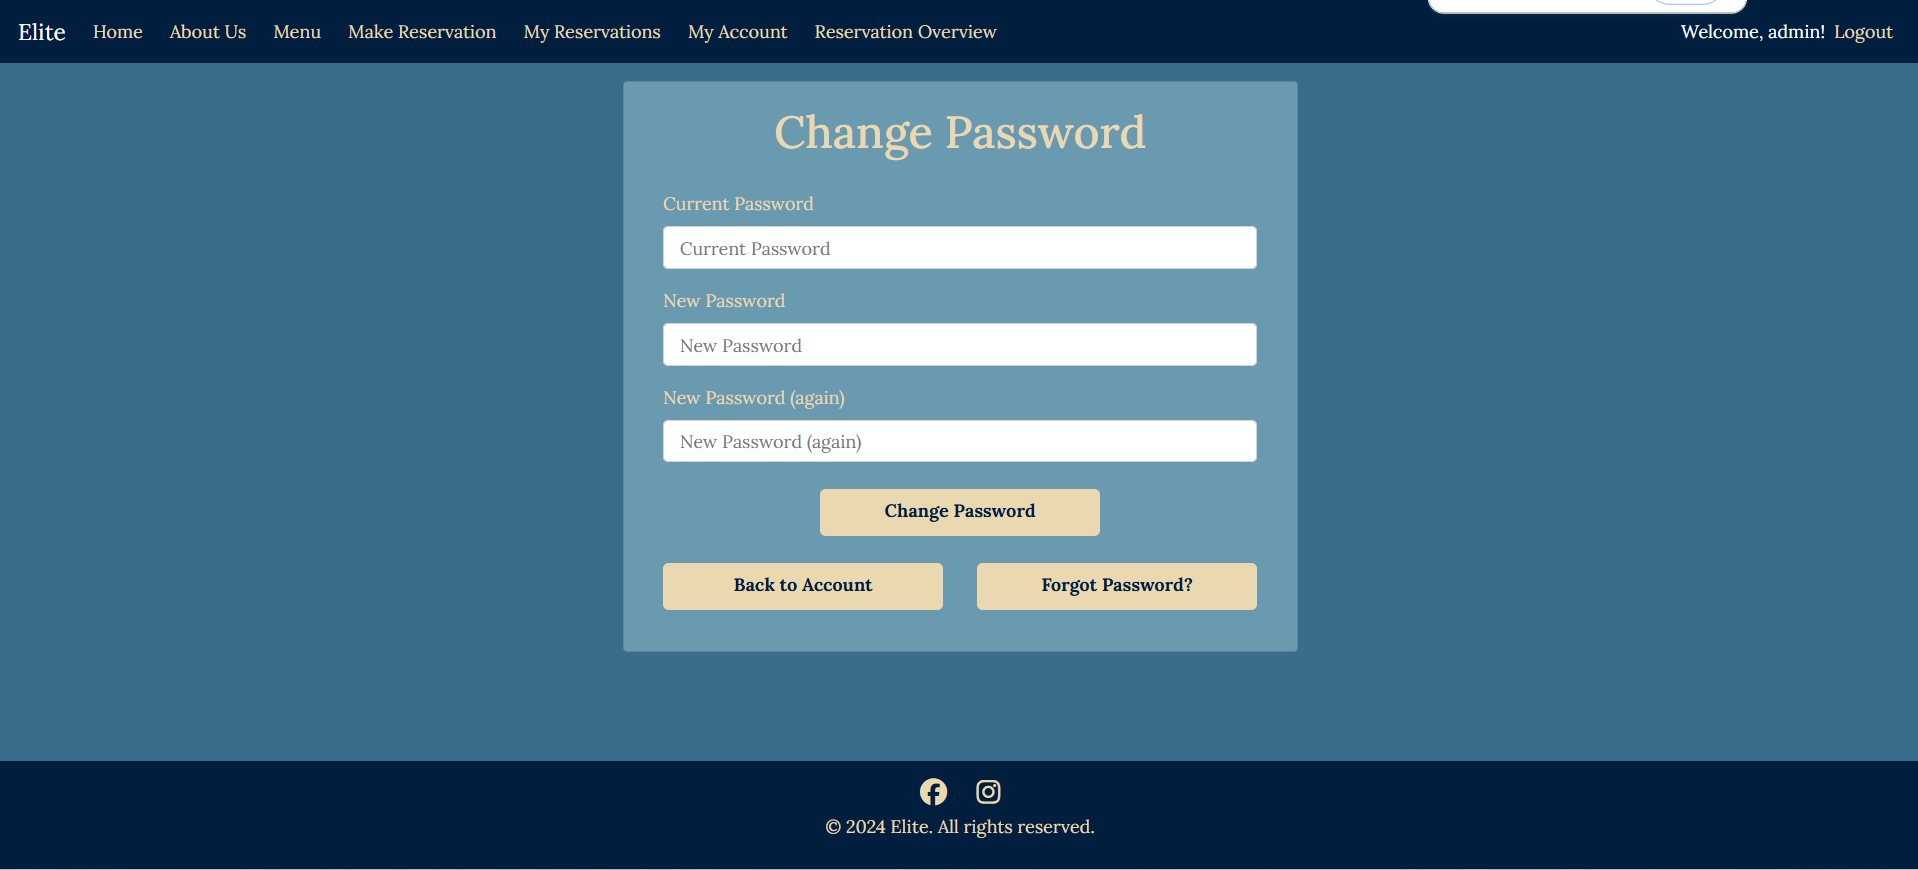 Elite Home About Us Menu Make Reservation My Reservations My Account Reservation Overview Welcome, admin! Logout
Change Password
Current Password
Current Password
New Password
New Password
New Password (again)
New Password (again)
Change Password
Back to Account Forgot Password?
© 2024 Elite. All rights reserved.